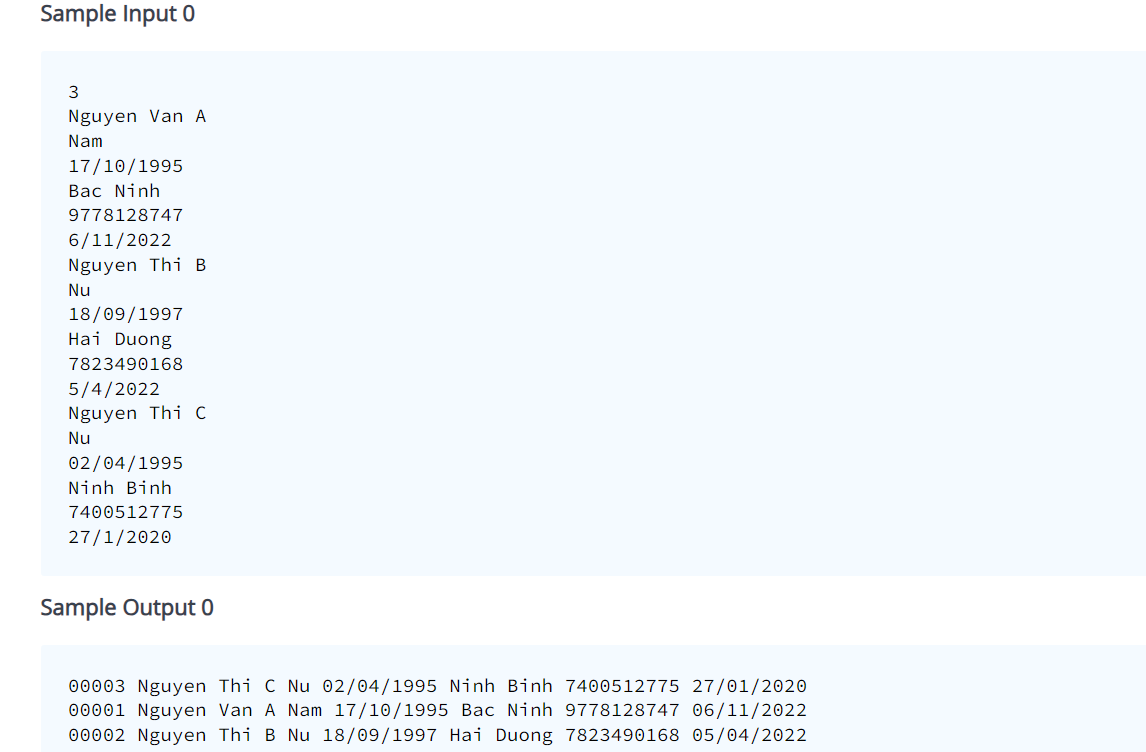 Sample Input 0
3
Nguyen Van A
Nam
17/10/1995
Bac Ninh
9778128747
6/11/2022
Nguyen Thi B
Nu
18/09/1997
Hai Duong
7823490168
5/4/2022
Nguyen Thi C
Nu
02/04/1995
Ninh Binh
7400512775
27/1/2020
Sample Output 0
00003 Nguyen Thi C Nu 02/04/1995 Ninh Binh 7400512775 27/01/2020
00001 Nguyen Van A Nam 17/10/1995 Bac Ninh 9778128747 06/11/2022
00002 Nguyen Thi B Nu 18/09/1997 Hai Duong 7823490168 05/04/2022